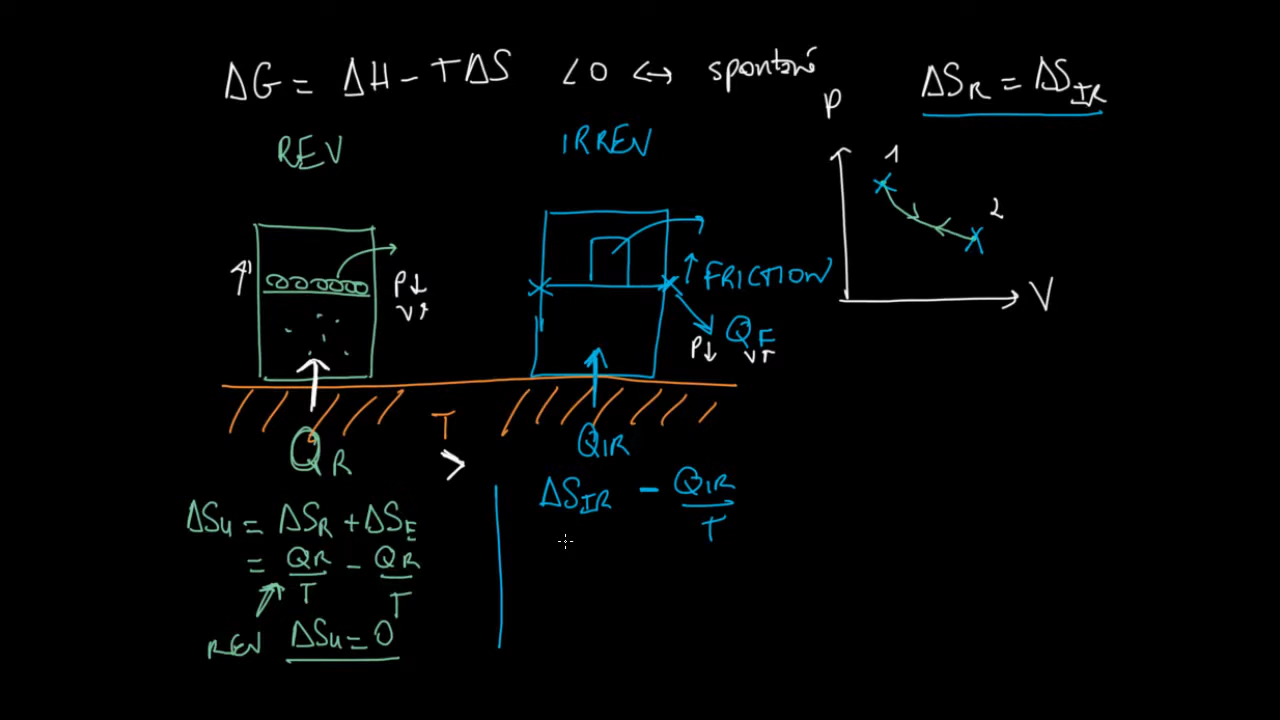 ΔG = ΔH - TΔS < 0 ↔ spontané
ΔS_R = ΔS_IR
REV
IRREV
P
1
2
V
P↓
V↑
↑ FRICTION
Q_F
P↓ V↑
T
Q_R
>
Q_IR
ΔS_u = ΔS_R + ΔS_E
= Q_R/T - Q_R/T
REV ΔS_u = 0
ΔS_IR - Q_IR/T